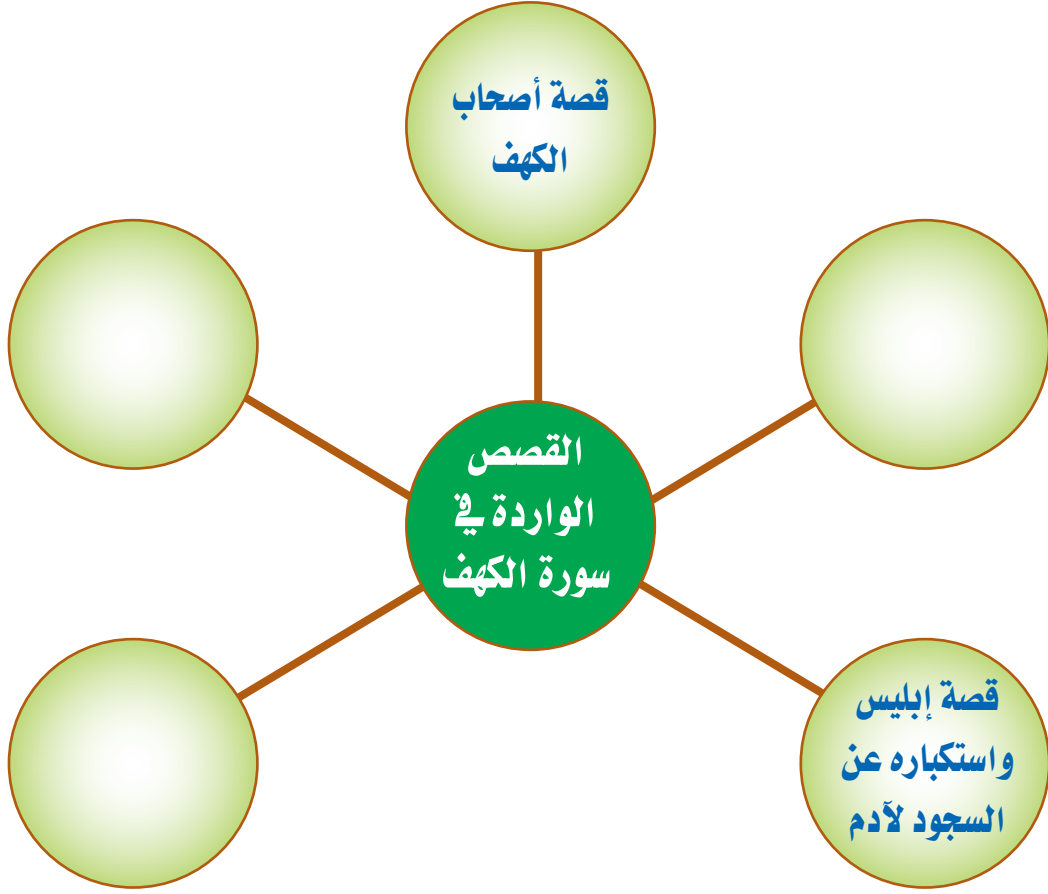 قصة أصحاب
الكهف
القصص
الواردة في
سورة الكهف
قصة إبليس
واستكباره عن
السجود لآدم